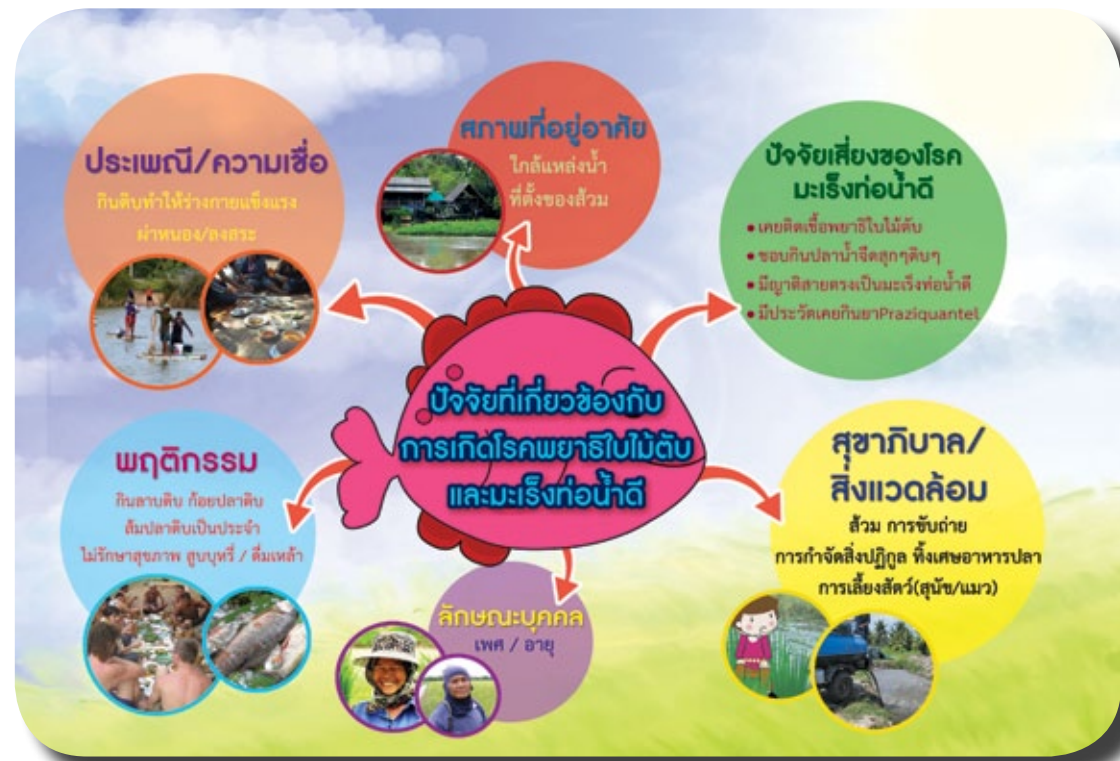 ประเพณี/ความเชื่อ
กินดิบทำให้ร่างกายแข็งแรง
ผ่าหนอง/ลงสระ
สภาพที่อยู่อาศัย
ใกล้แหล่งน้ำ
ที่ตั้งของส้วม
ปัจจัยเสี่ยงของโรค
มะเร็งท่อน้ำดี
• เคยติดเชื้อพยาธิใบไม้ตับ
• ชอบกินปลาน้ำจืดสุกๆดิบๆ
• มีญาติสายตรงเป็นมะเร็งท่อน้ำดี
• มีประวัติเคยกินยาPraziquantel
ปัจจัยที่เกี่ยวข้องกับ
การเกิดโรคพยาธิใบไม้ตับ
และมะเร็งท่อน้ำดี
พฤติกรรม
กินลาบดิบ ก้อยปลาดิบ
ส้มปลาดิบเป็นประจำ
ไม่รักษาสุขภาพ สูบบุหรี่ / ดื่มเหล้า
ลักษณะบุคคล
เพศ / อายุ
สุขาภิบาล/
สิ่งแวดล้อม
ส้วม การขับถ่าย
การกำจัดสิ่งปฏิกูล ทิ้งเศษอาหารปลา
การเลี้ยงสัตว์(สุนัข/แมว)